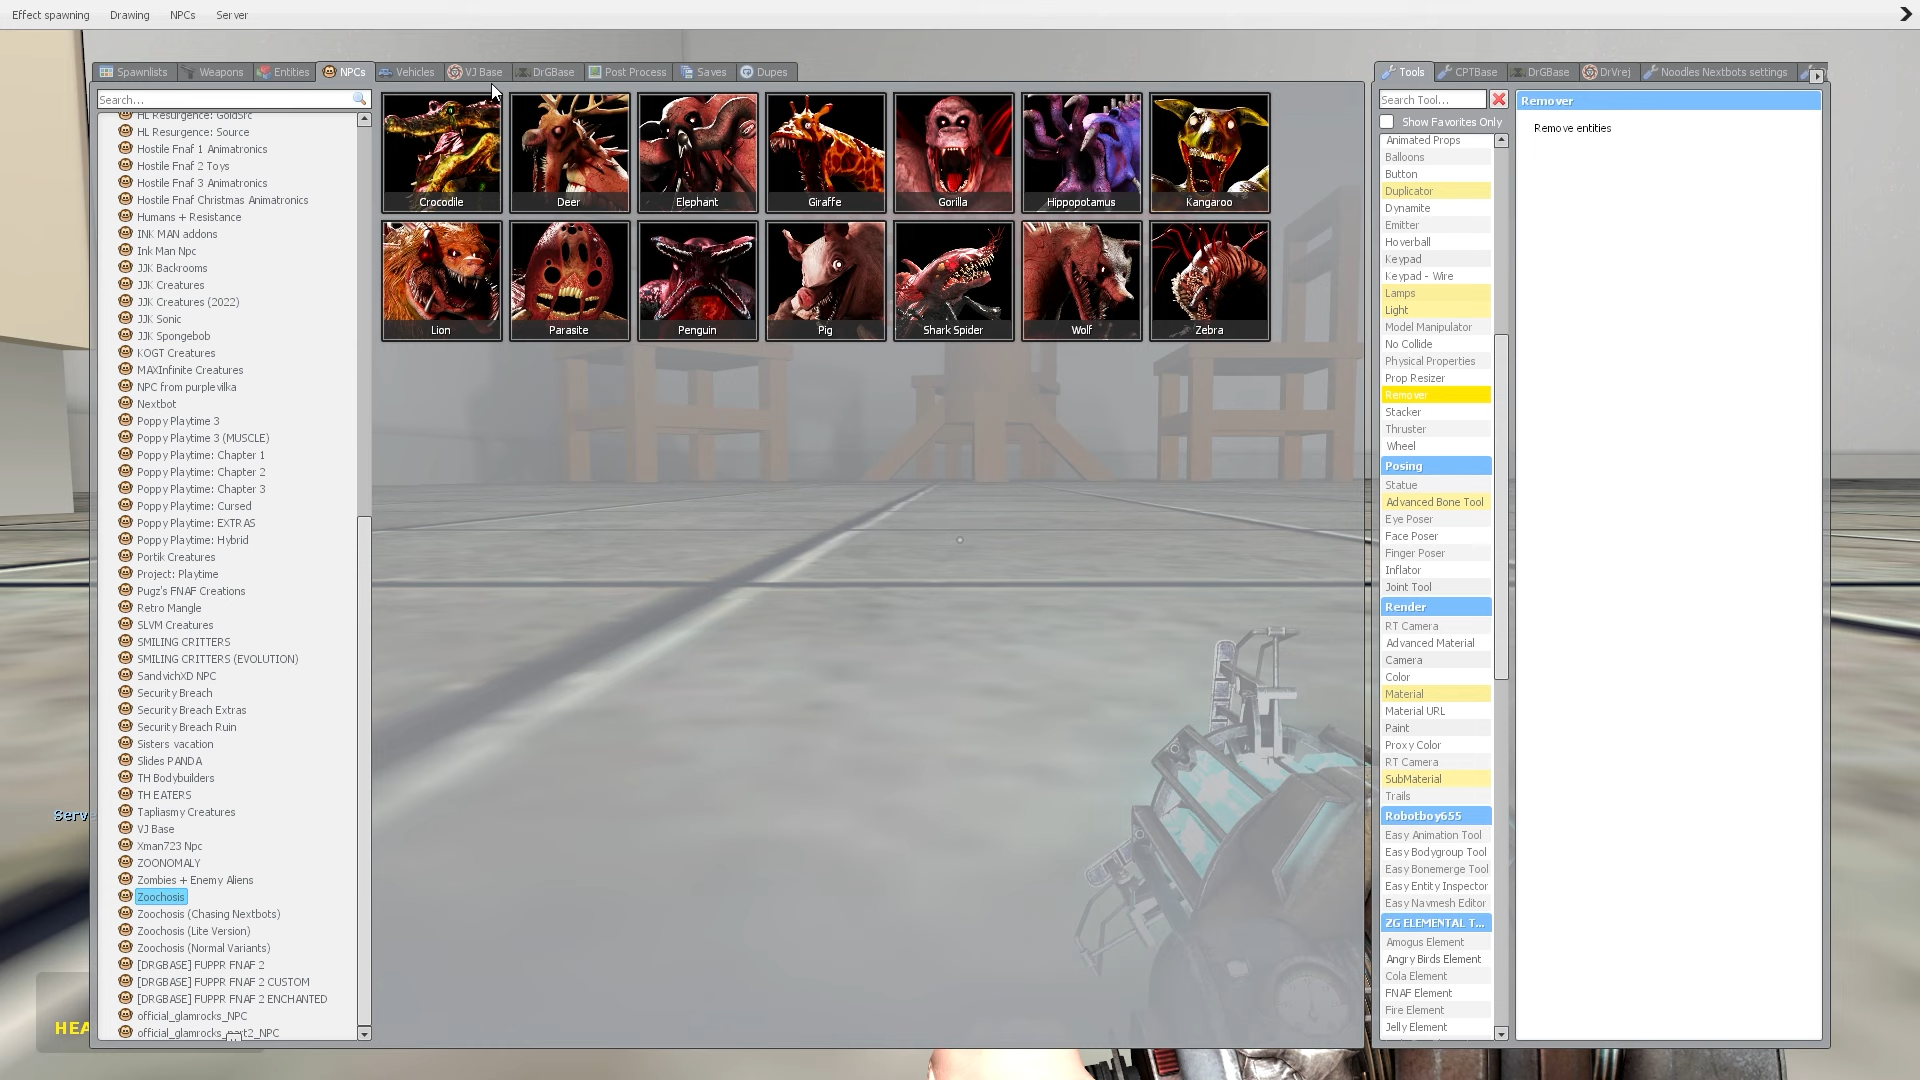 Effect spawning Drawing NPCs Server
Spawnlists Weapons Entities NPCs Vehicles VJ Base DrGBase Post Process Saves Dupes
Search...
HL Resurgence: GoldSrc
HL Resurgence: Source
Hostile Fnaf 1 Animatronics
Hostile Fnaf 2 Toys
Hostile Fnaf 3 Animatronics
Hostile Fnaf Christmas Animatronics
Humans + Resistance
INK MAN addons
Ink Man Npc
JJK Backrooms
JJK Creatures
JJK Creatures (2022)
JJK Sonic
JJK Spongebob
KOGT Creatures
MAXInfinite Creatures
NPC from purplevilka
Nextbot
Poppy Playtime 3
Poppy Playtime 3 (MUSCLE)
Poppy Playtime: Chapter 1
Poppy Playtime: Chapter 2
Poppy Playtime: Chapter 3
Poppy Playtime: Cursed
Poppy Playtime: EXTRAS
Poppy Playtime: Hybrid
Portik Creatures
Project: Playtime
Pugz's FNAF Creations
Retro Mangle
SLVM Creatures
SMILING CRITTERS
SMILING CRITTERS (EVOLUTION)
SandvichXD NPC
Security Breach
Security Breach Extras
Security Breach Ruin
Sisters vacation
Slides PANDA
TH Bodybuilders
TH EATERS
Tapliasmy Creatures
VJ Base
Xman723 Npc
ZOONOMALY
Zombies + Enemy Aliens
Zoochosis
Zoochosis (Chasing Nextbots)
Zoochosis (Lite Version)
Zoochosis (Normal Variants)
[DRGBASE] FUPPR FNAF 2
[DRGBASE] FUPPR FNAF 2 CUSTOM
[DRGBASE] FUPPR FNAF 2 ENCHANTED
official_glamrocks_NPC
official_glamrocks_part2_NPC
Serv
HEA
Crocodile Deer Elephant Giraffe Gorilla Hippopotamus Kangaroo
Lion Parasite Penguin Pig Shark Spider Wolf Zebra
Tools CPTBase DrGBase DrVrej Noodles Nextbots settings
Search Tool...
Show Favorites Only
Animated Props
Balloons
Button
Duplicator
Dynamite
Emitter
Hoverball
Keypad
Keypad - Wire
Lamps
Light
Model Manipulator
No Collide
Physical Properties
Prop Resizer
Remover
Stacker
Thruster
Wheel
Posing
Statue
Advanced Bone Tool
Eye Poser
Face Poser
Finger Poser
Inflator
Joint Tool
Render
RT Camera
Advanced Material
Camera
Color
Material
Material URL
Paint
Proxy Color
RT Camera
SubMaterial
Trails
Robotboy655
Easy Animation Tool
Easy Bodygroup Tool
Easy Bonemerge Tool
Easy Entity Inspector
Easy Navmesh Editor
ZG ELEMENTAL T...
Amogus Element
Angry Birds Element
Cola Element
FNAF Element
Fire Element
Jelly Element
Remover
Remove entities